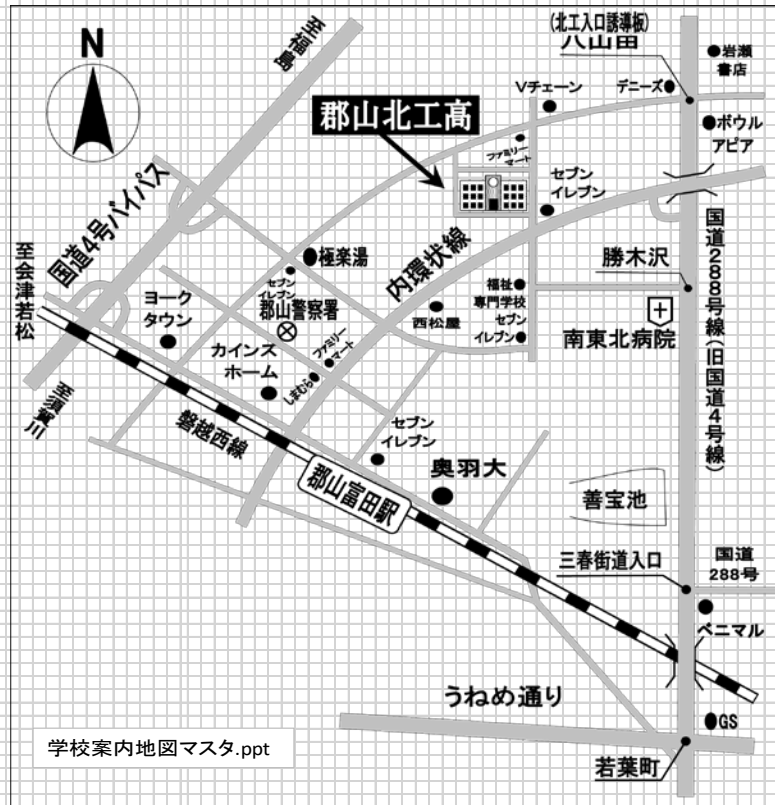 (北工入口誘導板)
八山田
岩瀬
書店
N
至福島
Vチェーン
デニーズ
ボウル
アピア
郡山北工高
ファミリー
マート
セブン
イレブン
国道4号バイパス
至会津若松
極楽湯
セブン
イレブン
郡山警察署
内環状線
国道288号線(旧国道4号線)
勝木沢
福祉
専門学校
セブン
イレブン
南東北病院
ヨーク
タウン
西松屋
カインズ
ホーム
ファミリー
マート
しまむら
至須賀川
磐越西線
セブン
イレブン
奥羽大
郡山富田駅
善宝池
三春街道入口
国道
288号
ベニマル
うねめ通り
GS
若葉町
学校案内地図マスタ.ppt